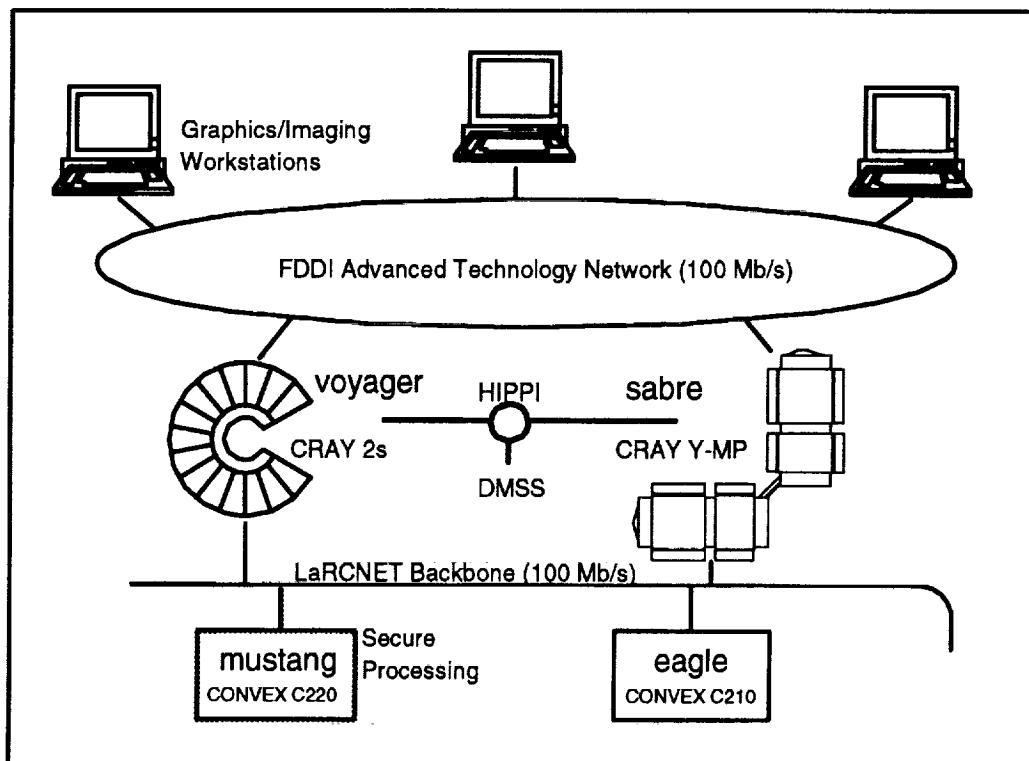 Graphics/Imaging
Workstations
FDDI Advanced Technology Network (100 Mb/s)
voyager
HIPPI
sabre
CRAY 2s
CRAY Y-MP
DMSS
LaRCNET Backbone (100 Mb/s)
mustang
CONVEX C220
Secure
Processing
eagle
CONVEX C210